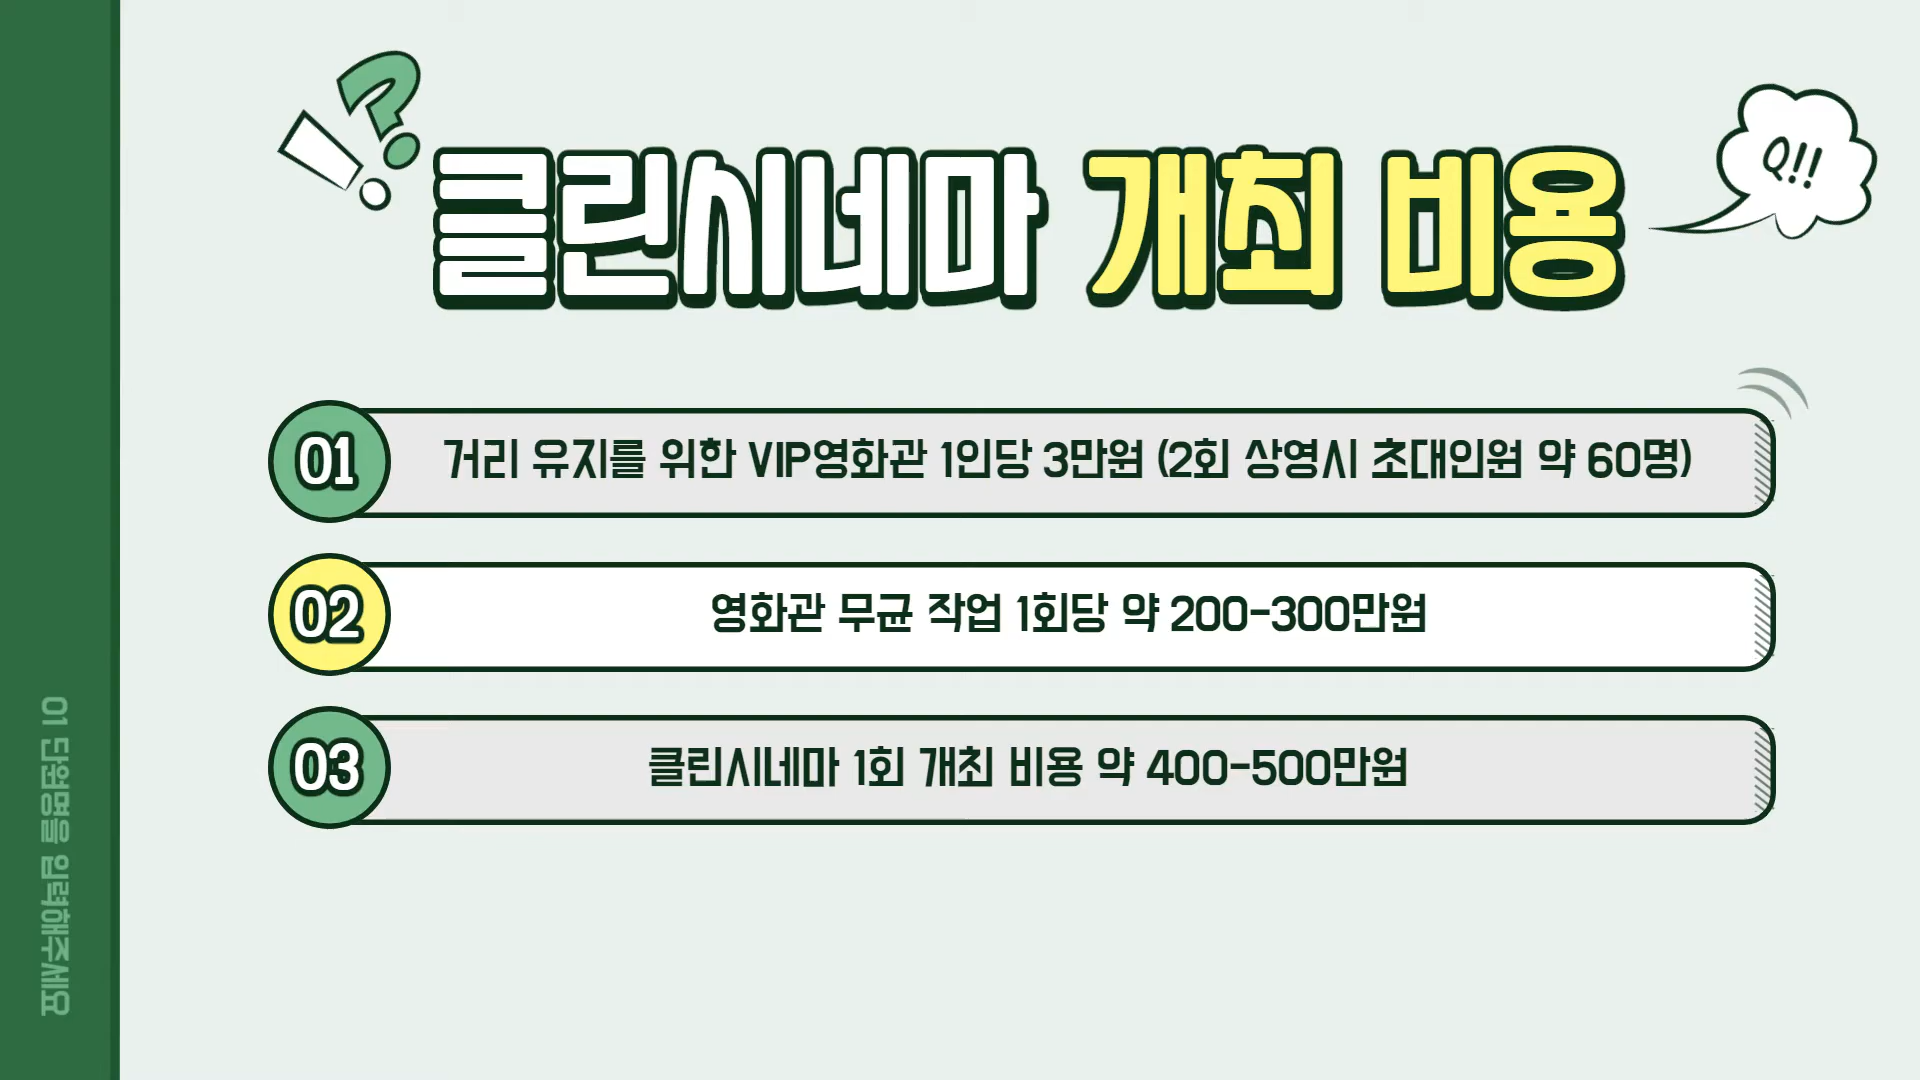 클린시네마 개최 비용
Q!!
01
거리 유지를 위한 VIP영화관 1인당 3만원 (2회 상영시 초대인원 약 60명)
02
영화관 무균 작업 1회당 약 200-300만원
03
클린시네마 1회 개최 비용 약 400-500만원
01 단원명을 입력해주세요